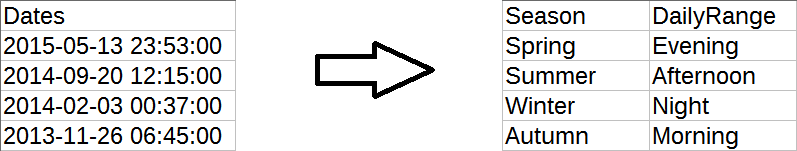 Dates
2015-05-13 23:53:00
2014-09-20 12:15:00
2014-02-03 00:37:00
2013-11-26 06:45:00
Season DailyRange
Spring Evening
Summer Afternoon
Winter Night
Autumn Morning